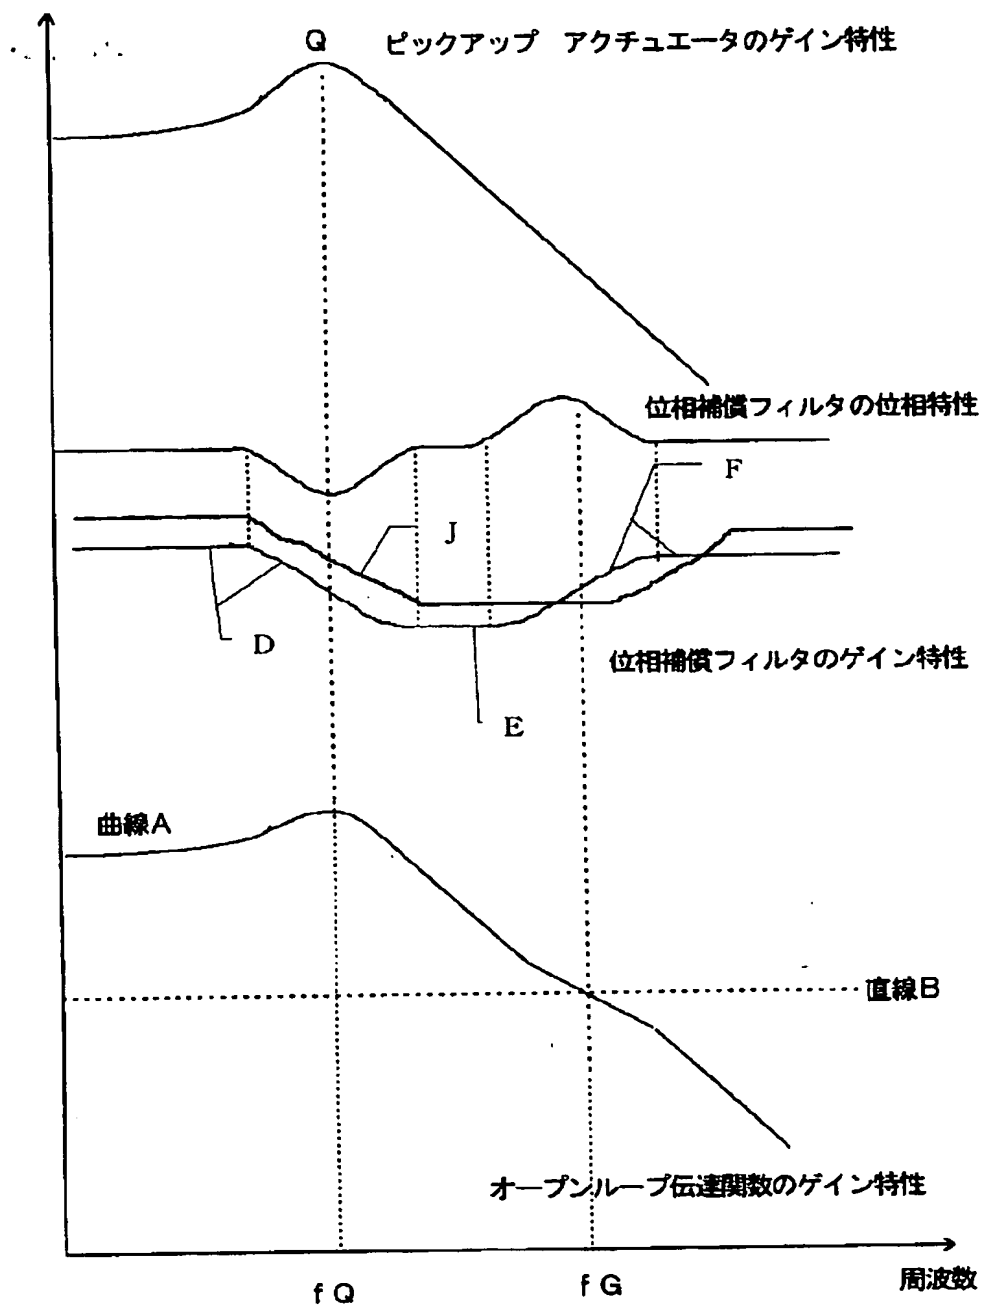 Q
ピックアップ アクチュエータのゲイン特性
位相補償フィルタの位相特性
F
J
D
位相補償フィルタのゲイン特性
E
曲線A
直線B
オープンループ伝達関数のゲイン特性
周波数
fQ
fG